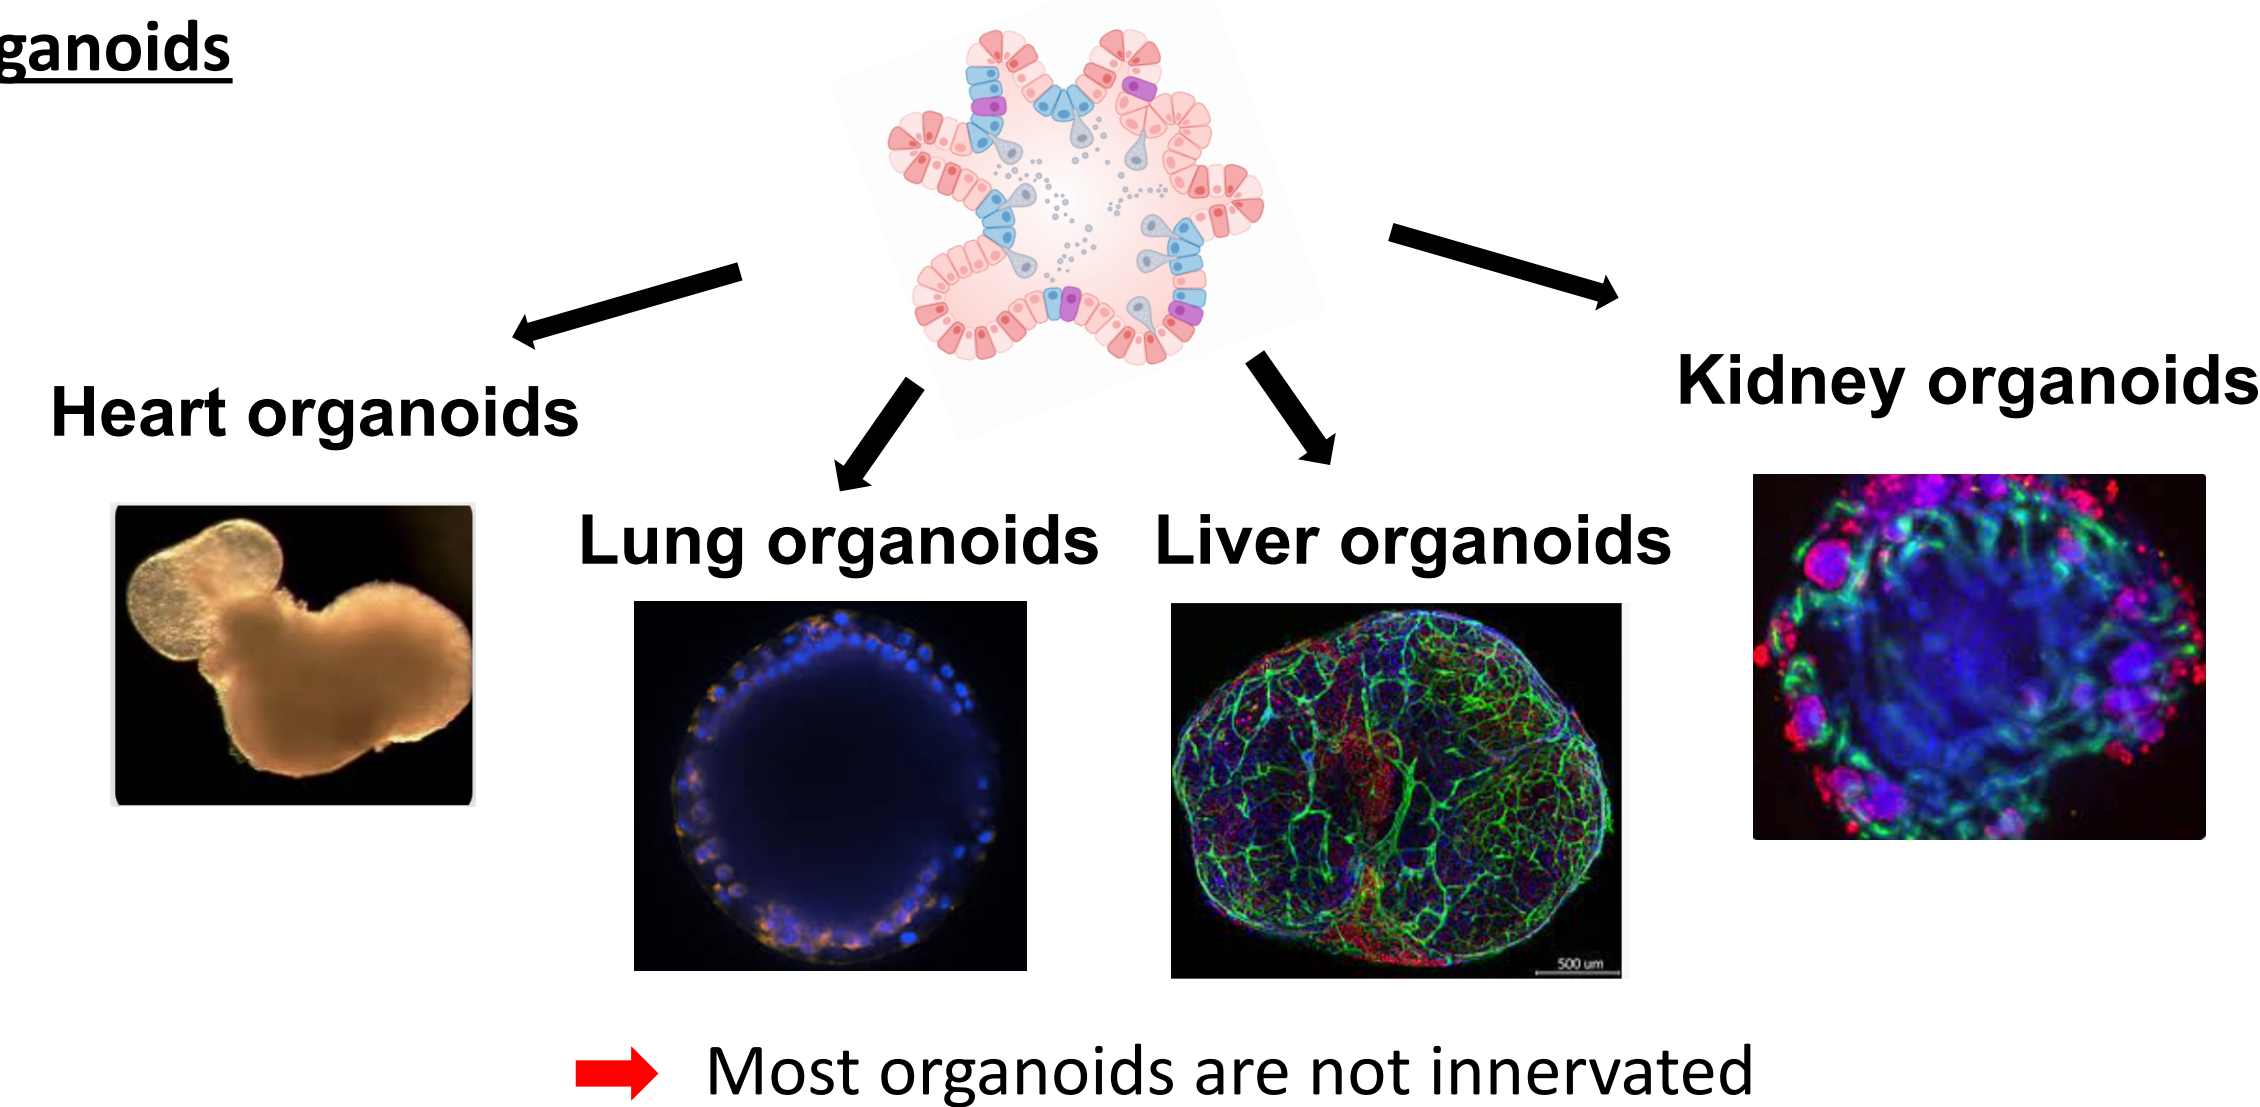 ganoids
Heart organoids
Kidney organoids
Lung organoids
Liver organoids
500 um
Most organoids are not innervated